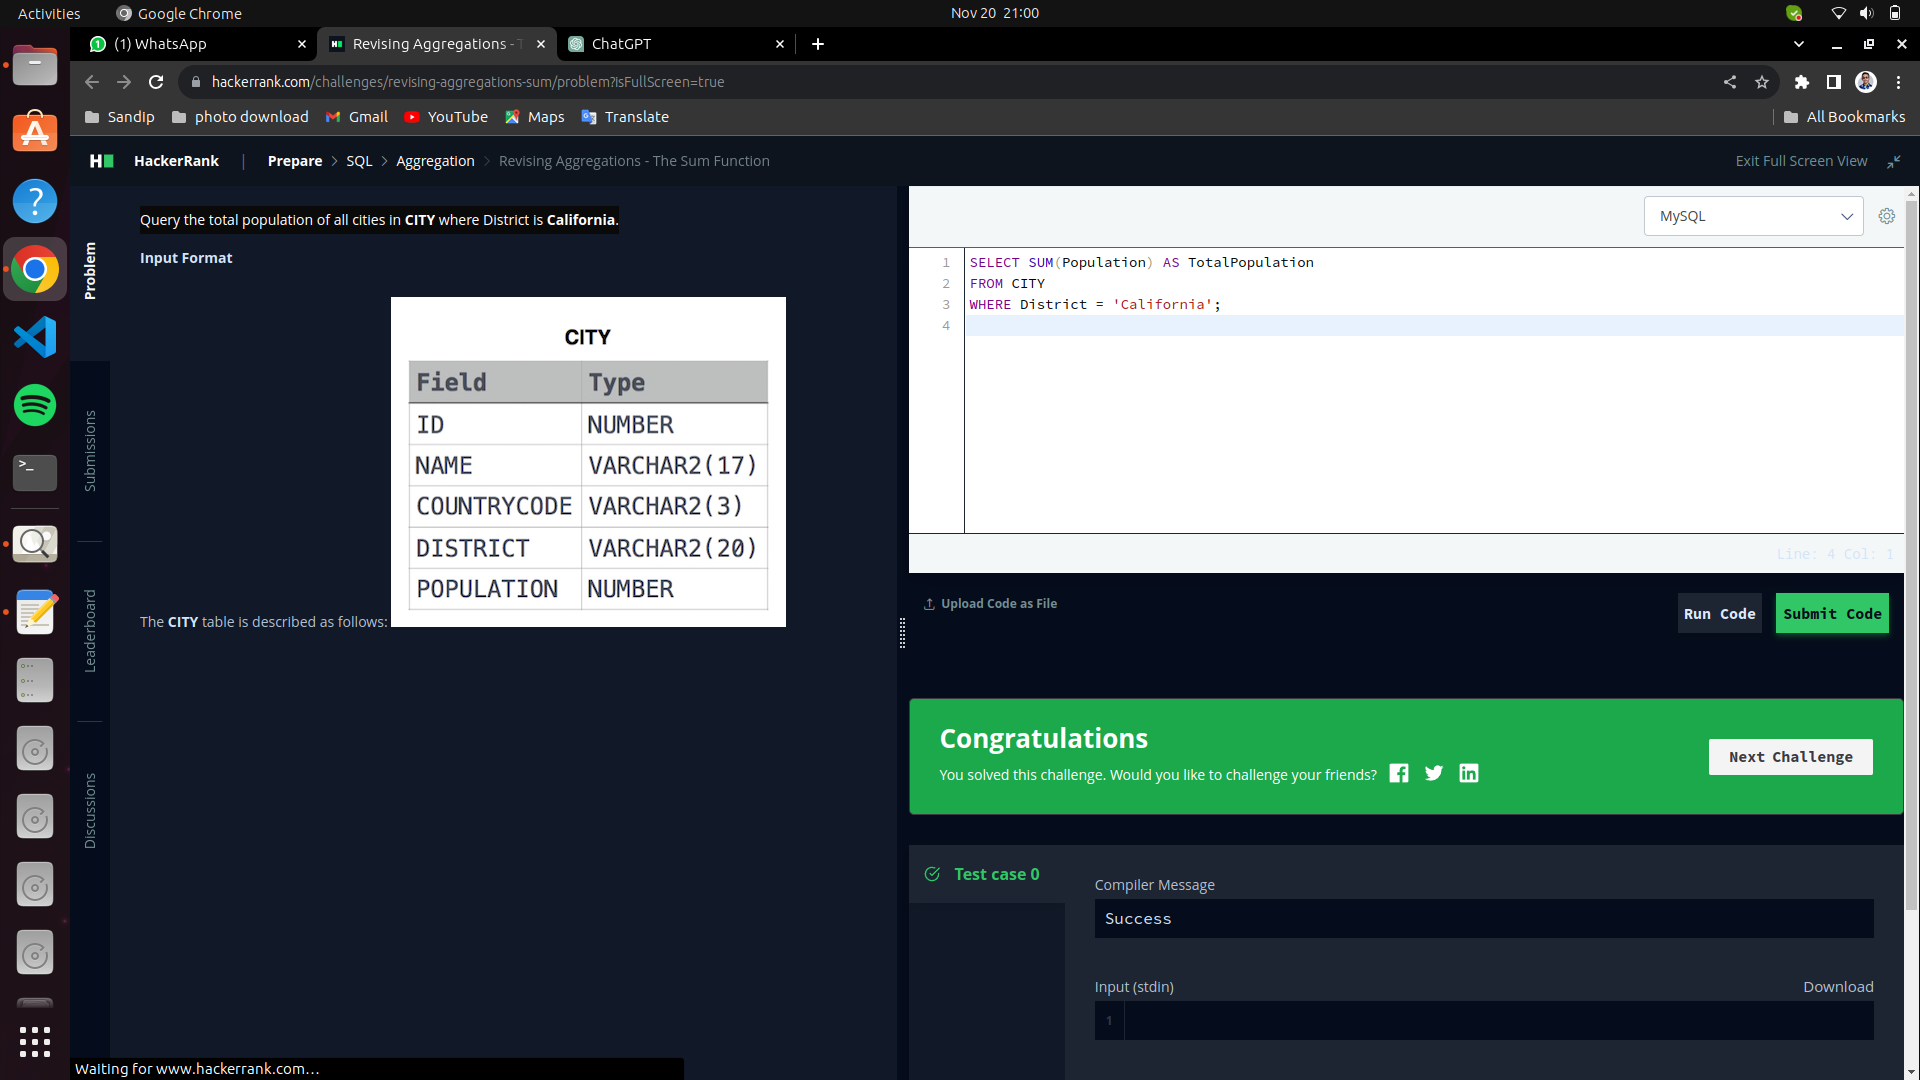 Activities
Google Chrome
Nov 20 21:00
(1) WhatsApp
Revising Aggregations -
ChatGPT
hackerrank.com/challenges/revising-aggregations-sum/problem?isFullScreen=true
Sandip
photo download
Gmail
YouTube
Maps
Translate
All Bookmarks
HackerRank
Prepare
SQL
Aggregation
Revising Aggregations - The Sum Function
Exit Full Screen View
Problem
Submissions
Leaderboard
Discussions
Query the total population of all cities in CITY where District is California.
Input Format
CITY
Field Type
ID NUMBER
NAME VARCHAR2(17)
COUNTRYCODE VARCHAR2(3)
DISTRICT VARCHAR2(20)
POPULATION NUMBER
The CITY table is described as follows:
MySQL
1 SELECT SUM(Population) AS TotalPopulation
2 FROM CITY
3 WHERE District = 'California';
4
Line: 4 Col: 1
Upload Code as File
Run Code
Submit Code
Congratulations
You solved this challenge. Would you like to challenge your friends?
Next Challenge
Test case 0
Compiler Message
Success
Input (stdin)
Download
1
Waiting for www.hackerrank.com...